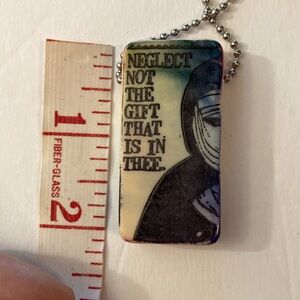 NEGLECT
NOT
THE
GIFT
THAT
IS IN
THEE.
1
FIBER-GLASS
2